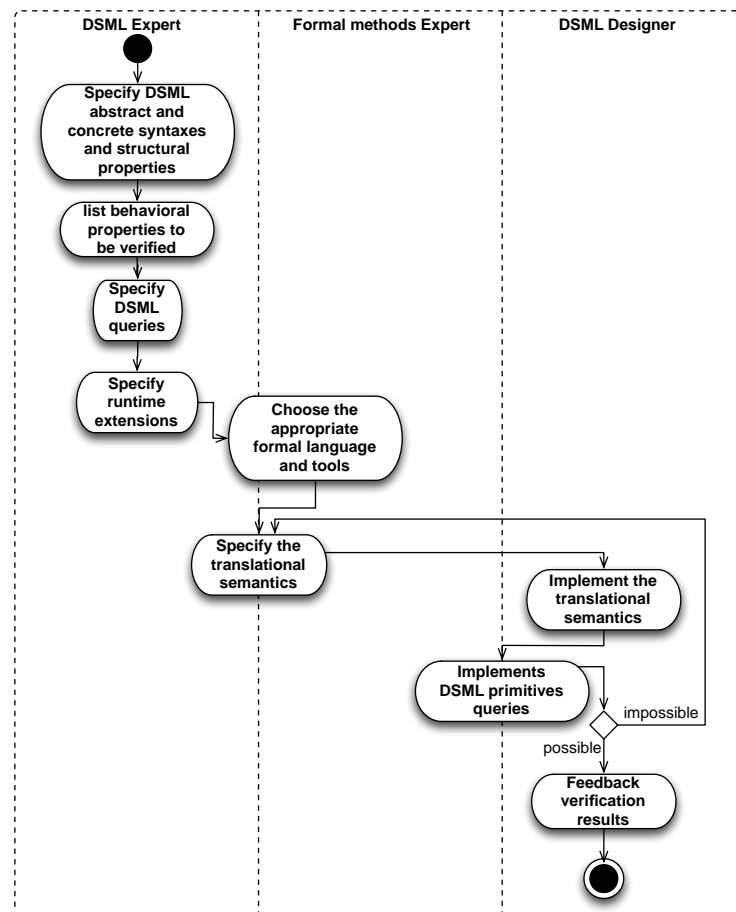 DSML Expert
Formal methods Expert
DSML Designer
Specify DSML
abstract and
concrete syntaxes
and structural
properties
list behavioral
properties to
be verified
Specify
DSML
queries
Specify
runtime
extensions
Choose the
appropriate
formal language
and tools
Specify the
translational
semantics
Implement the
translational
semantics
Implements
DSML primitives
queries
impossible
possible
Feedback
verification
results